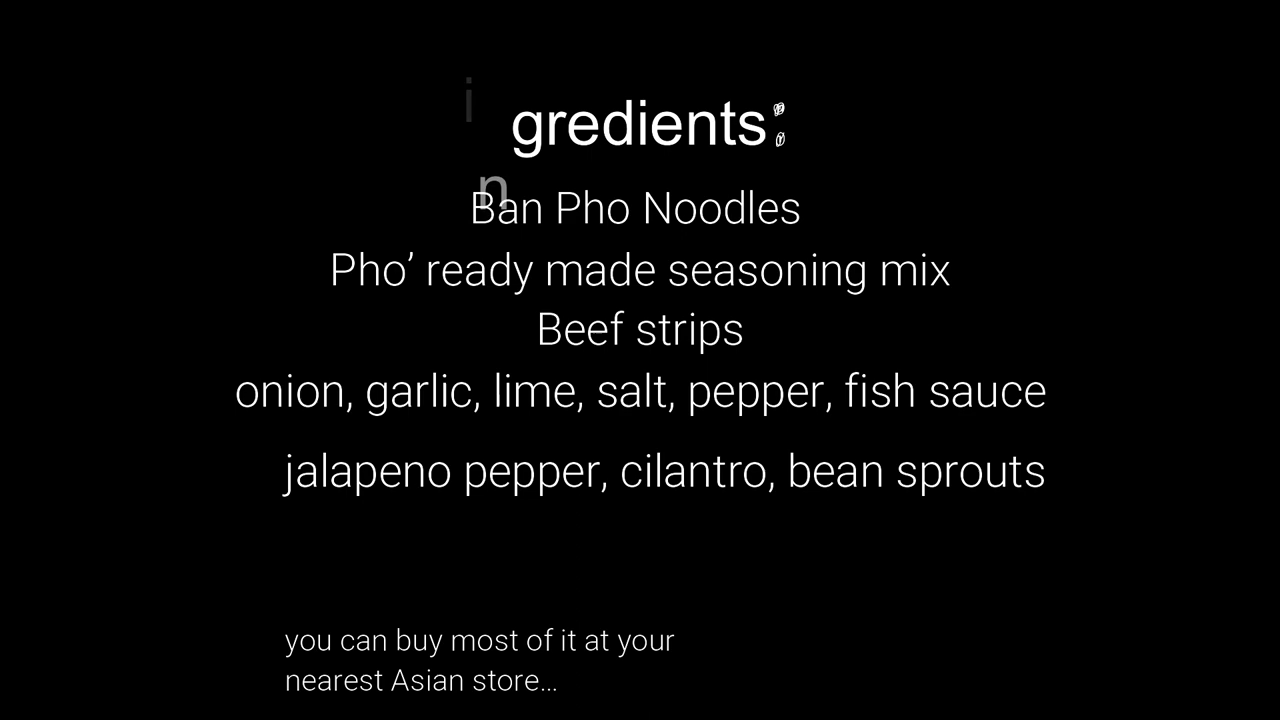 ingredients:
Ban Pho Noodles
Pho’ ready made seasoning mix
Beef strips
onion, garlic, lime, salt, pepper, fish sauce
jalapeno pepper, cilantro, bean sprouts
you can buy most of it at your
nearest Asian store...